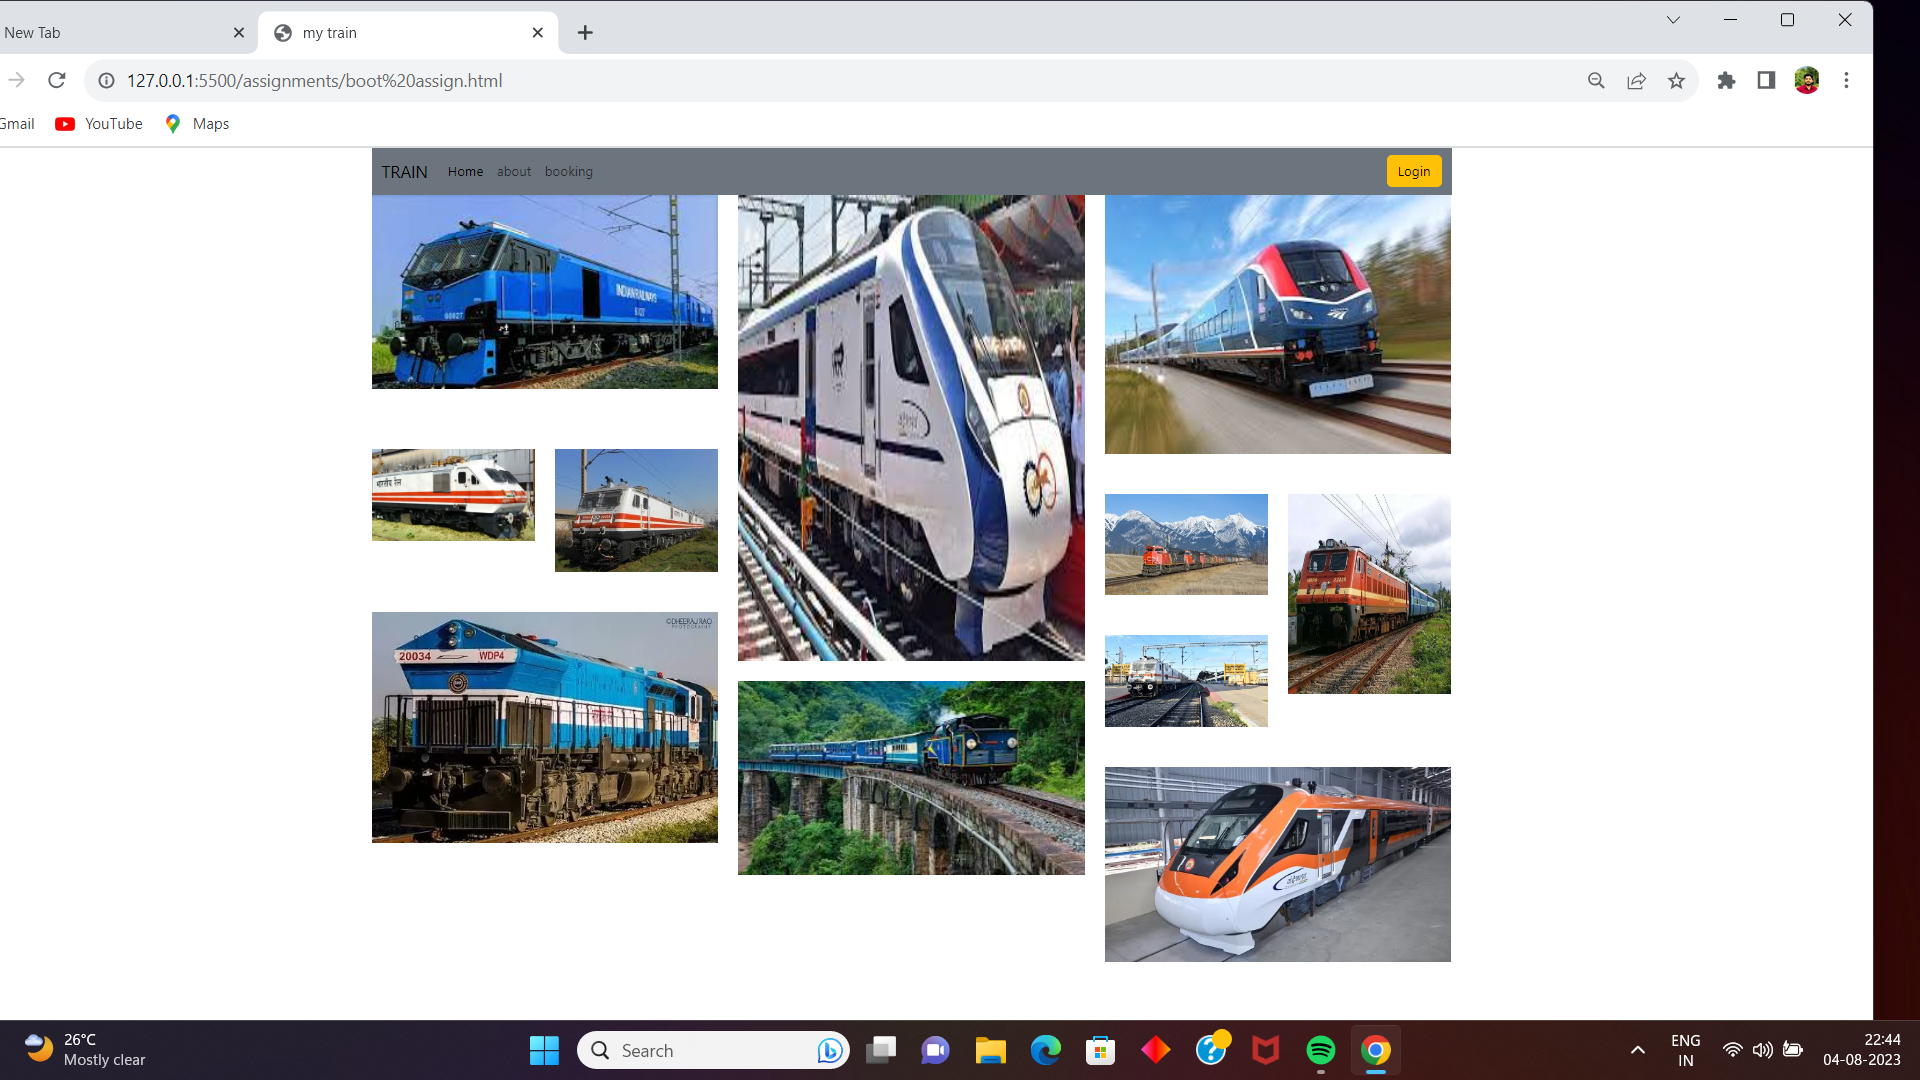 New Tab
my train
127.0.0.1:5500/assignments/boot%20assign.html
Gmail
YouTube
Maps
TRAIN
Home
about
booking
Login
INDIAN RAILWAYS
भारतीय रेल
©DHEERAJ RAO
PHOTOGRAPHY
20034
WDP4
26°C
Mostly clear
Search
ENG
IN
22:44
04-08-2023